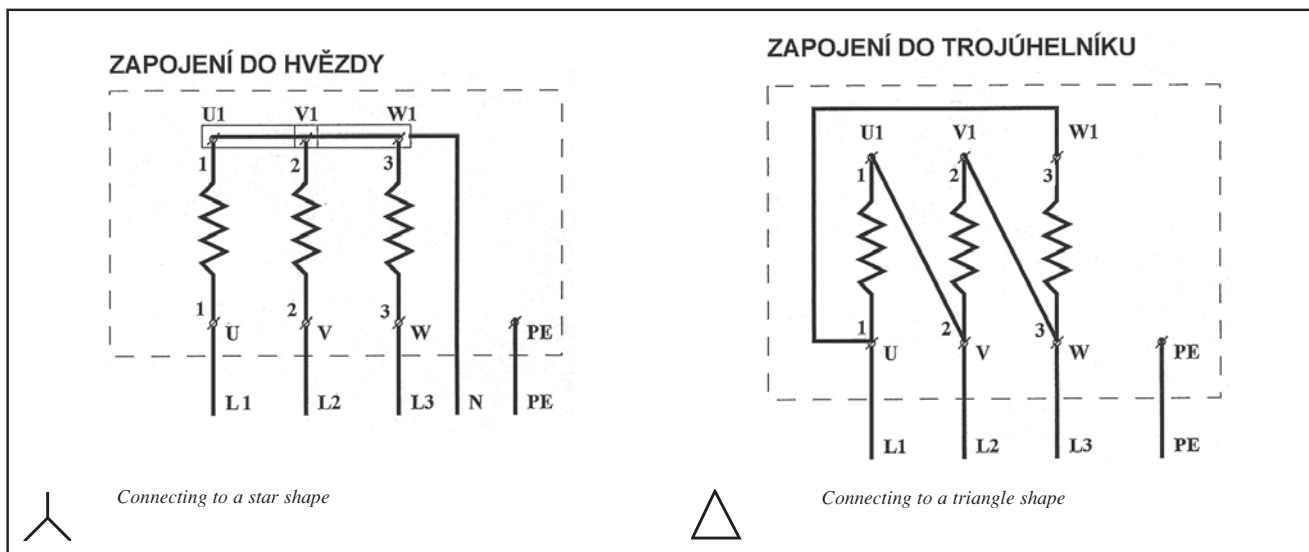 ZAPOJENÍ DO HVĚZDY
U1 V1 W1
1 2 3
1 2 3
U V W PE
L1 L2 L3 N PE
Connecting to a star shape
ZAPOJENÍ DO TROJÚHELNÍKU
U1 V1 W1
1 2 3
1 2 3
U V W PE
L1 L2 L3 PE
Connecting to a triangle shape